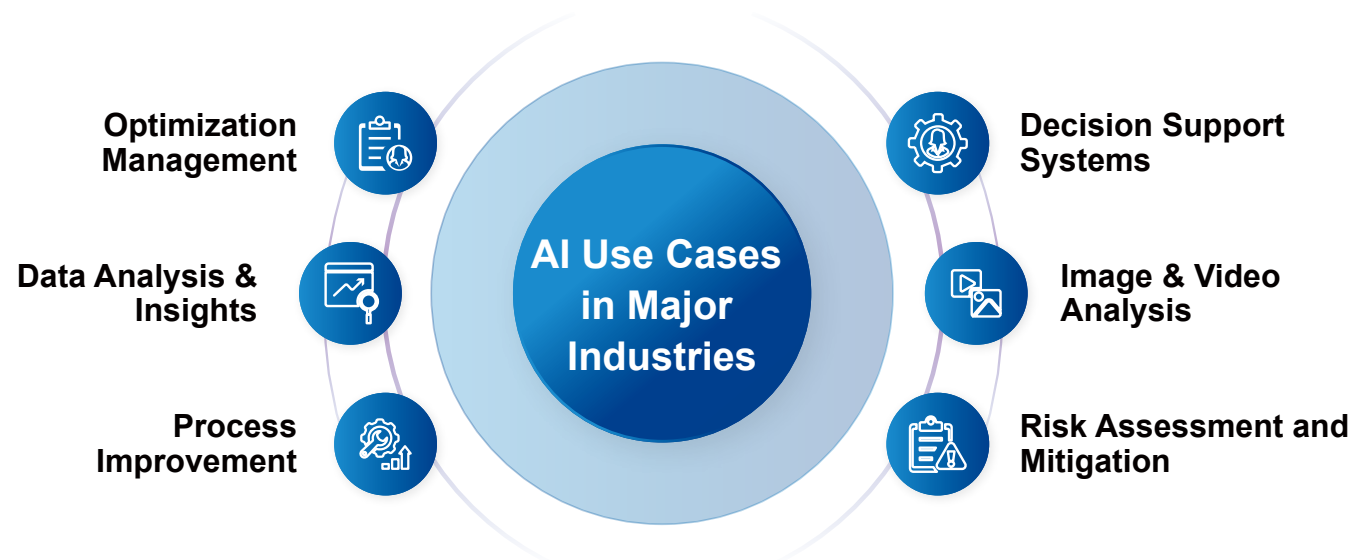 Optimization
Management
Data Analysis &
Insights
Process
Improvement
AI Use Cases
in Major
Industries
Decision Support
Systems
Image & Video
Analysis
Risk Assessment and
Mitigation